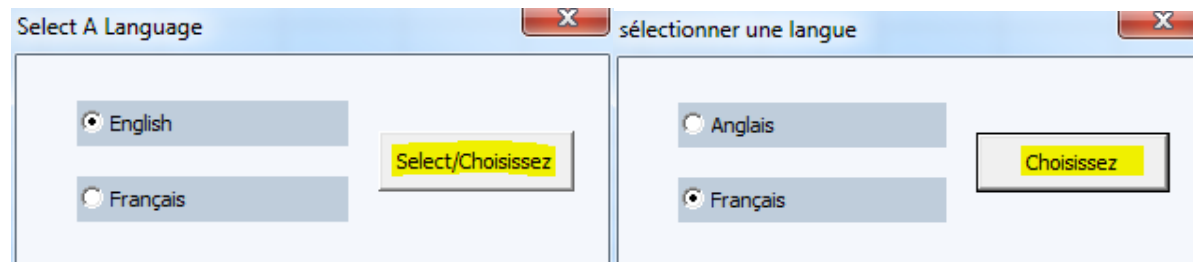 Select A Language
English
Select/Choisissez
Français
sélectionner une langue
Anglais
Choisissez
Français